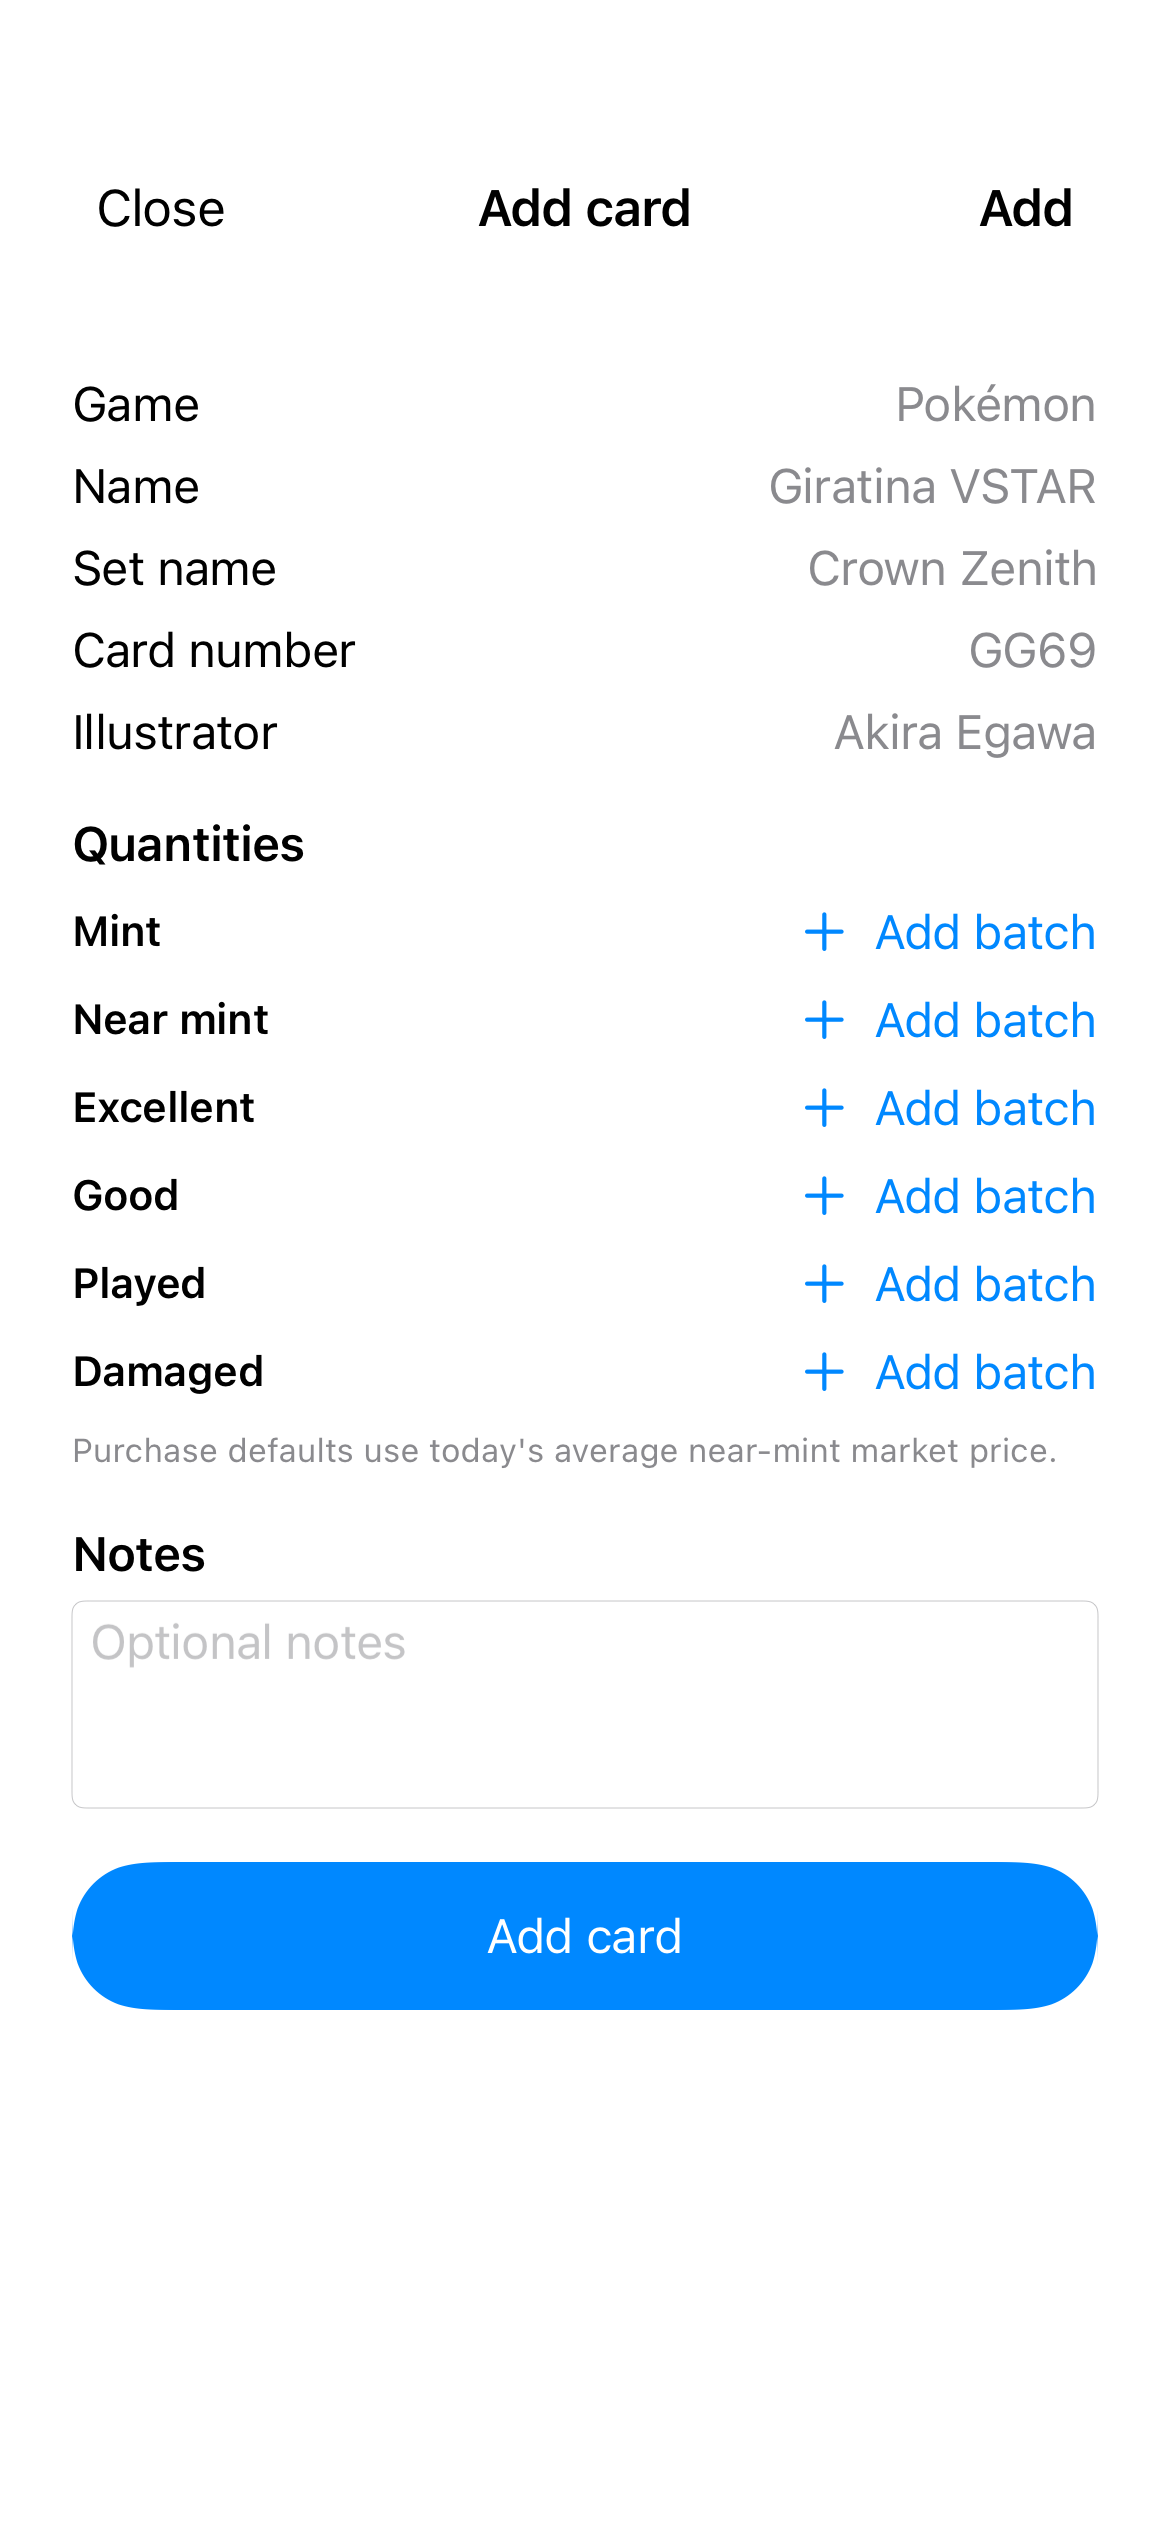 Close Add card Add
Game Pokémon
Name Giratina VSTAR
Set name Crown Zenith
Card number GG69
Illustrator Akira Egawa
Quantities
Mint + Add batch
Near mint + Add batch
Excellent + Add batch
Good + Add batch
Played + Add batch
Damaged + Add batch
Purchase defaults use today's average near-mint market price.
Notes
Optional notes
Add card